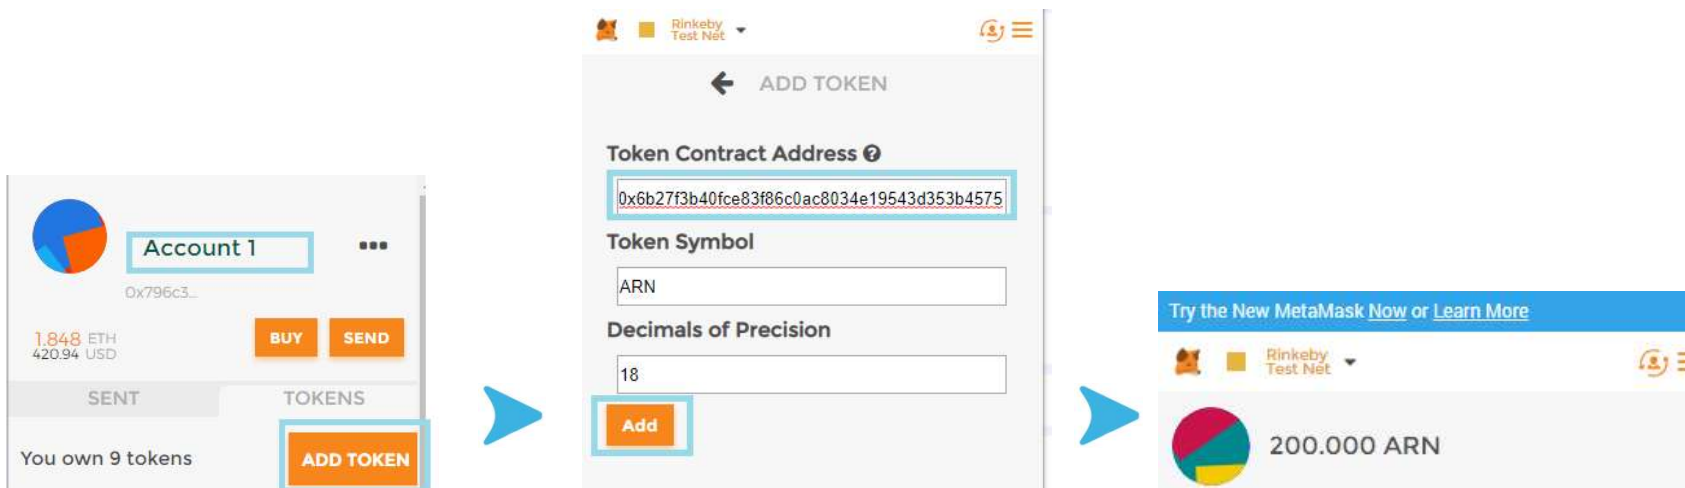 Account 1
0x796c3...
1.848 ETH
420.94 USD
BUY
SEND
SENT
TOKENS
You own 9 tokens
ADD TOKEN
Rinkeby
Test Net
ADD TOKEN
Token Contract Address
0x6b27f3b40fce83f86c0ac8034e19543d353b4575
Token Symbol
ARN
Decimals of Precision
18
Add
Try the New MetaMask Now or Learn More
Rinkeby
Test Net
200.000 ARN